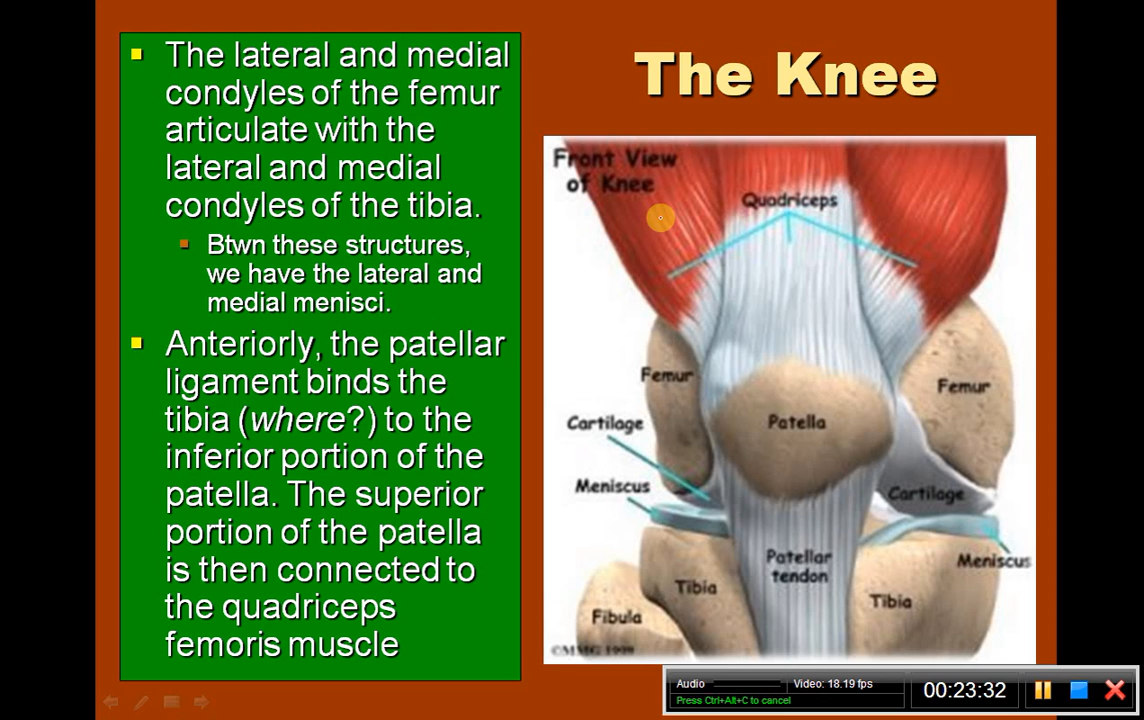 The lateral and medial
condyles of the femur
articulate with the
lateral and medial
condyles of the tibia.
Btwn these structures,
we have the lateral and
medial menisci.
Anteriorly, the patellar
ligament binds the
tibia (where?) to the
inferior portion of the
patella. The superior
portion of the patella
is then connected to
the quadriceps
femoris muscle
The Knee
Front View
of Knee
Quadriceps
Femur
Femur
Patella
Cartilage
Meniscus
Cartilage
Patellar
tendon
Meniscus
Tibia
Tibia
Fibula
©MMG 1999
Audio
Video: 18.19 fps
Press Ctrl+Alt+C to cancel
00:23:32